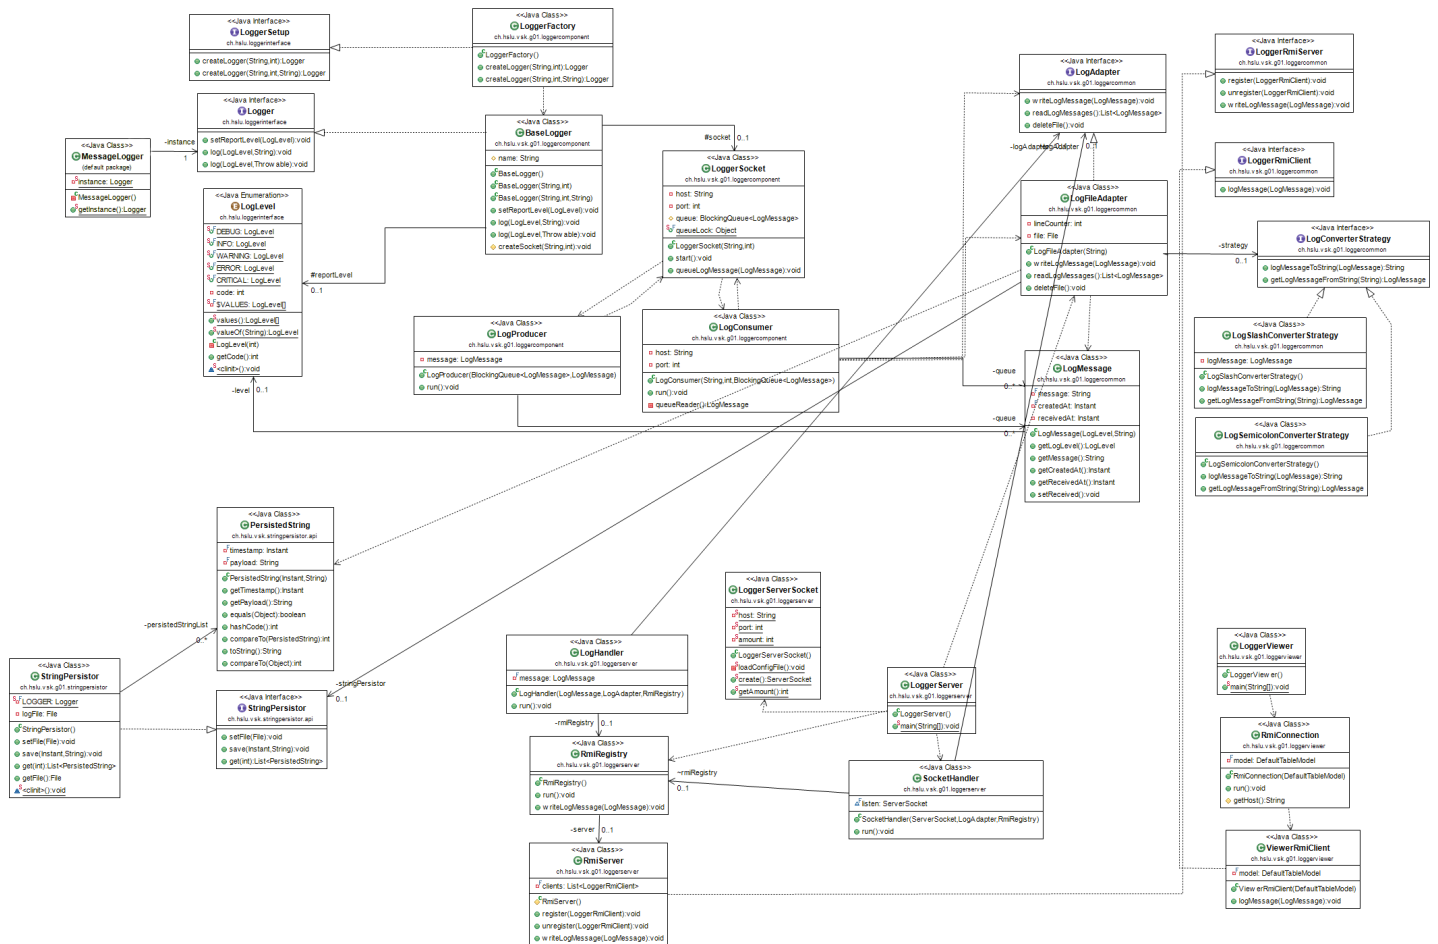 <<Java Interface>>
LoggerSetup
ch.hslu.loggerinterface
createLogger(String,int):Logger
createLogger(String,int,String):Logger
<<Java Class>>
LoggerFactory
ch.hslu.vsk.g01.loggercomponent
LoggerFactory()
createLogger(String,int):Logger
createLogger(String,int,String):Logger
<<Java Interface>>
Logger
ch.hslu.loggerinterface
setReportLevel(LogLevel):void
log(LogLevel,String):void
log(LogLevel,Throwable):void
<<Java Class>>
MessageLogger
(default package)
instance: Logger
MessageLogger()
getInstance():Logger
-instance
1
<<Java Class>>
BaseLogger
ch.hslu.vsk.g01.loggercomponent
name: String
BaseLogger()
BaseLogger(String,int)
BaseLogger(String,int,String)
setReportLevel(LogLevel):void
log(LogLevel,String):void
log(LogLevel,Throwable):void
createSocket(String,int):void
#socket
0..1
<<Java Class>>
LoggerSocket
ch.hslu.vsk.g01.loggercomponent
host: String
port: int
queue: BlockingQueue<LogMessage>
queueLock: Object
LoggerSocket(String,int)
start():void
queueLogMessage(LogMessage):void
<<Java Enumeration>>
LogLevel
ch.hslu.loggerinterface
DEBUG: LogLevel
INFO: LogLevel
WARNING: LogLevel
ERROR: LogLevel
CRITICAL: LogLevel
code: int
$VALUES: LogLevel[]
values():LogLevel[]
valueOf(String):LogLevel
LogLevel(int)
getCode():int
<clinit>():void
#reportLevel
0..1
-level
0..1
<<Java Class>>
LogProducer
ch.hslu.vsk.g01.loggercomponent
message: LogMessage
LogProducer(BlockingQueue<LogMessage>,LogMessage)
run():void
<<Java Class>>
LogConsumer
ch.hslu.vsk.g01.loggercomponent
host: String
port: int
LogConsumer(String,int,BlockingQueue<LogMessage>)
run():void
queueReader():LogMessage
<<Java Interface>>
LogAdapter
ch.hslu.vsk.g01.loggercommon
writeLogMessage(LogMessage):void
readLogMessages():List<LogMessage>
deleteFile():void
-logAdapter
0..1
<<Java Class>>
LogFileAdapter
ch.hslu.vsk.g01.loggercommon
lineCounter: int
file: File
LogFileAdapter(String)
writeLogMessage(LogMessage):void
readLogMessages():List<LogMessage>
deleteFile():void
-strategy
0..1
<<Java Class>>
LogMessage
ch.hslu.vsk.g01.loggercommon
message: String
createdAt: Instant
receivedAt: Instant
LogMessage(LogLevel,String)
getLogLevel():LogLevel
getMessage():String
getCreatedAt():Instant
getReceivedAt():Instant
setReceived():void
-queue
0..*
-queue
0..*
<<Java Interface>>
LoggerRmiServer
ch.hslu.vsk.g01.loggercommon
register(LoggerRmiClient):void
unregister(LoggerRmiClient):void
writeLogMessage(LogMessage):void
<<Java Interface>>
LoggerRmiClient
ch.hslu.vsk.g01.loggercommon
logMessage(LogMessage):void
<<Java Interface>>
LogConverterStrategy
ch.hslu.vsk.g01.loggercommon
logMessageToString(LogMessage):String
getLogMessageFromString(String):LogMessage
<<Java Class>>
LogSlashConverterStrategy
ch.hslu.vsk.g01.loggercommon
logMessage: LogMessage
LogSlashConverterStrategy()
logMessageToString(LogMessage):String
getLogMessageFromString(String):LogMessage
<<Java Class>>
LogSemicolonConverterStrategy
ch.hslu.vsk.g01.loggercommon
LogSemicolonConverterStrategy()
logMessageToString(LogMessage):String
getLogMessageFromString(String):LogMessage
<<Java Class>>
PersistedString
ch.hslu.vsk.stringpersistor.api
timestamp: Instant
payload: String
PersistedString(Instant,String)
getTimestamp():Instant
getPayload():String
equals(Object):boolean
hashCode():int
compareTo(PersistedString):int
toString():String
compareTo(Object):int
-persistedStringList
0..*
<<Java Class>>
StringPersistor
ch.hslu.vsk.g01.stringpersistor
LOGGER: Logger
logFile: File
StringPersistor()
setFile(File):void
save(Instant,String):void
get(int):List<PersistedString>
getFile():File
<clinit>():void
<<Java Interface>>
StringPersistor
ch.hslu.vsk.stringpersistor.api
setFile(File):void
save(Instant,String):void
get(int):List<PersistedString>
-stringPersistor
0..1
<<Java Class>>
LogHandler
ch.hslu.vsk.g01.loggerserver
message: LogMessage
LogHandler(LogMessage,LogAdapter,RmiRegistry)
run():void
-rmiRegistry
0..1
<<Java Class>>
RmiRegistry
ch.hslu.vsk.g01.loggerserver
RmiRegistry()
run():void
writeLogMessage(LogMessage):void
-server
0..1
<<Java Class>>
RmiServer
ch.hslu.vsk.g01.loggerserver
clients: List<LoggerRmiClient>
RmiServer()
register(LoggerRmiClient):void
unregister(LoggerRmiClient):void
writeLogMessage(LogMessage):void
<<Java Class>>
LoggerServerSocket
ch.hslu.vsk.g01.loggerserver
host: String
port: int
amount: int
LoggerServerSocket()
loadConfigFile():void
create():ServerSocket
getAmount():int
<<Java Class>>
LoggerServer
ch.hslu.vsk.g01.loggerserver
LoggerServer()
main(String[]):void
<<Java Class>>
SocketHandler
ch.hslu.vsk.g01.loggerserver
listen: ServerSocket
SocketHandler(ServerSocket,LogAdapter,RmiRegistry)
run():void
~rmiRegistry
0..1
<<Java Class>>
LoggerViewer
ch.hslu.vsk.g01.loggerviewer
LoggerViewer()
main(String[]):void
<<Java Class>>
RmiConnection
ch.hslu.vsk.g01.loggerviewer
model: DefaultTableModel
RmiConnection(DefaultTableModel)
run():void
getHost():String
<<Java Class>>
ViewerRmiClient
ch.hslu.vsk.g01.loggerviewer
model: DefaultTableModel
ViewerRmiClient(DefaultTableModel)
logMessage(LogMessage):void